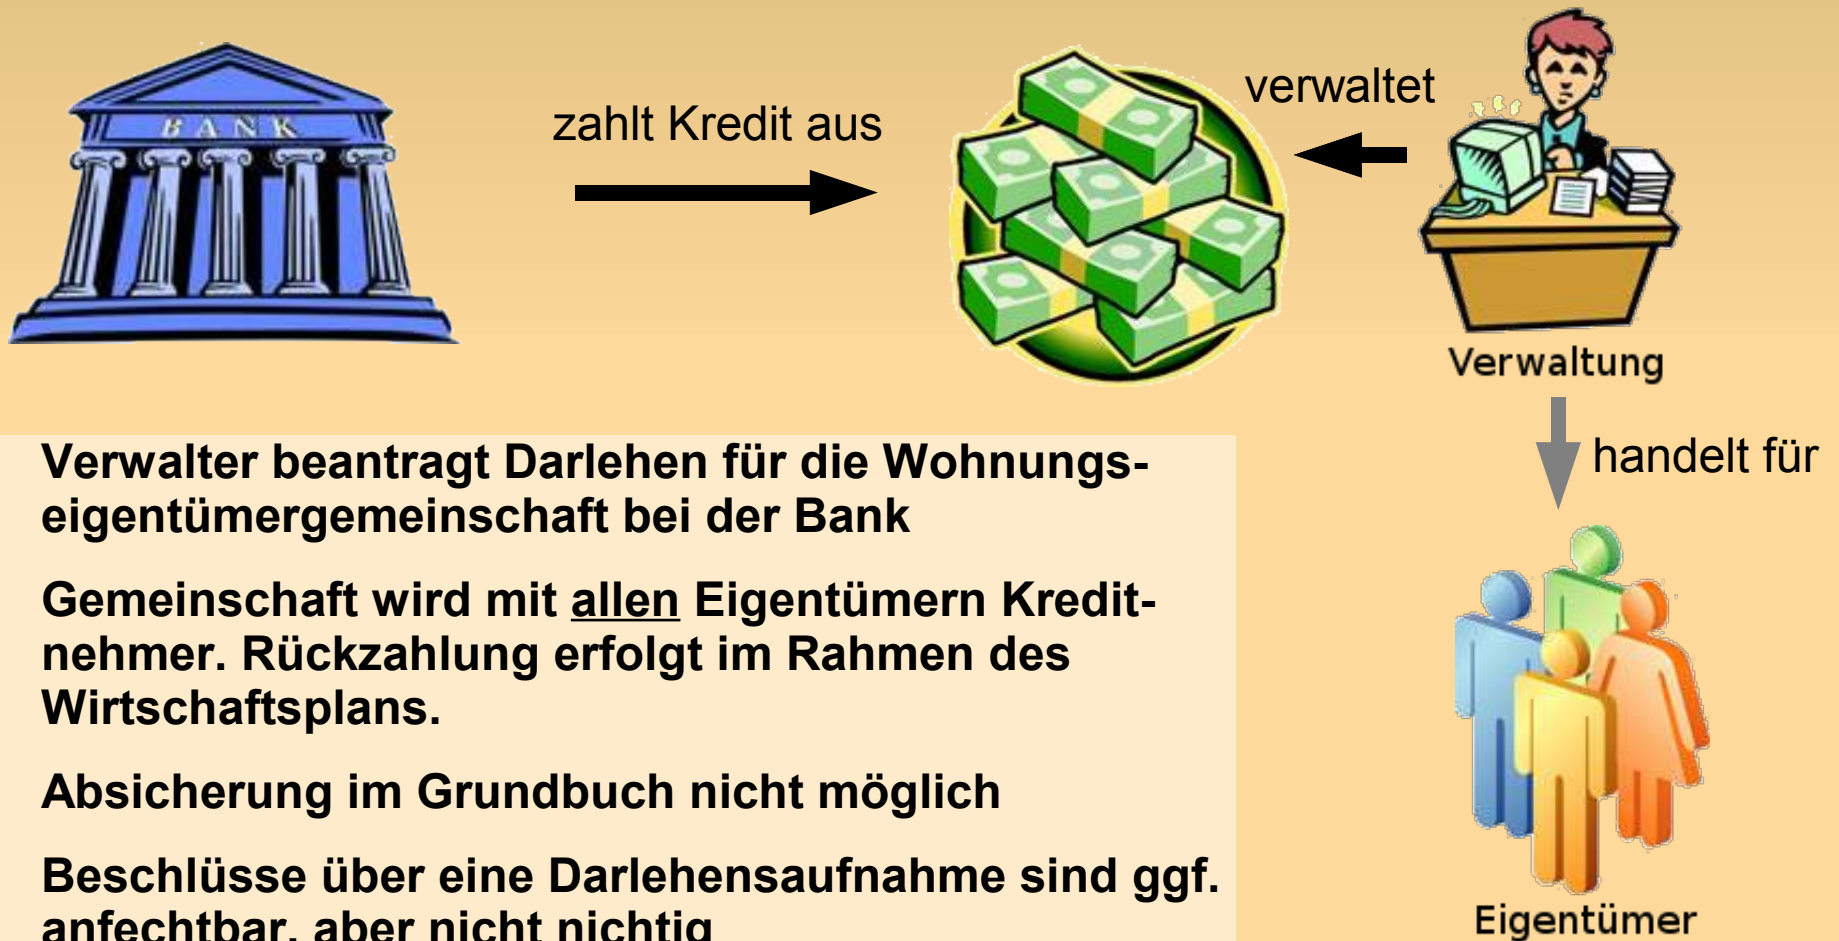 BANK
zahlt Kredit aus
verwaltet
Verwaltung
handelt für
Eigentümer
Verwalter beantragt Darlehen für die Wohnungs-
eigentümergemeinschaft bei der Bank
Gemeinschaft wird mit allen Eigentümern Kredit-
nehmer. Rückzahlung erfolgt im Rahmen des
Wirtschaftsplans.
Absicherung im Grundbuch nicht möglich
Beschlüsse über eine Darlehensaufnahme sind ggf.
anfechtbar, aber nicht nichtig